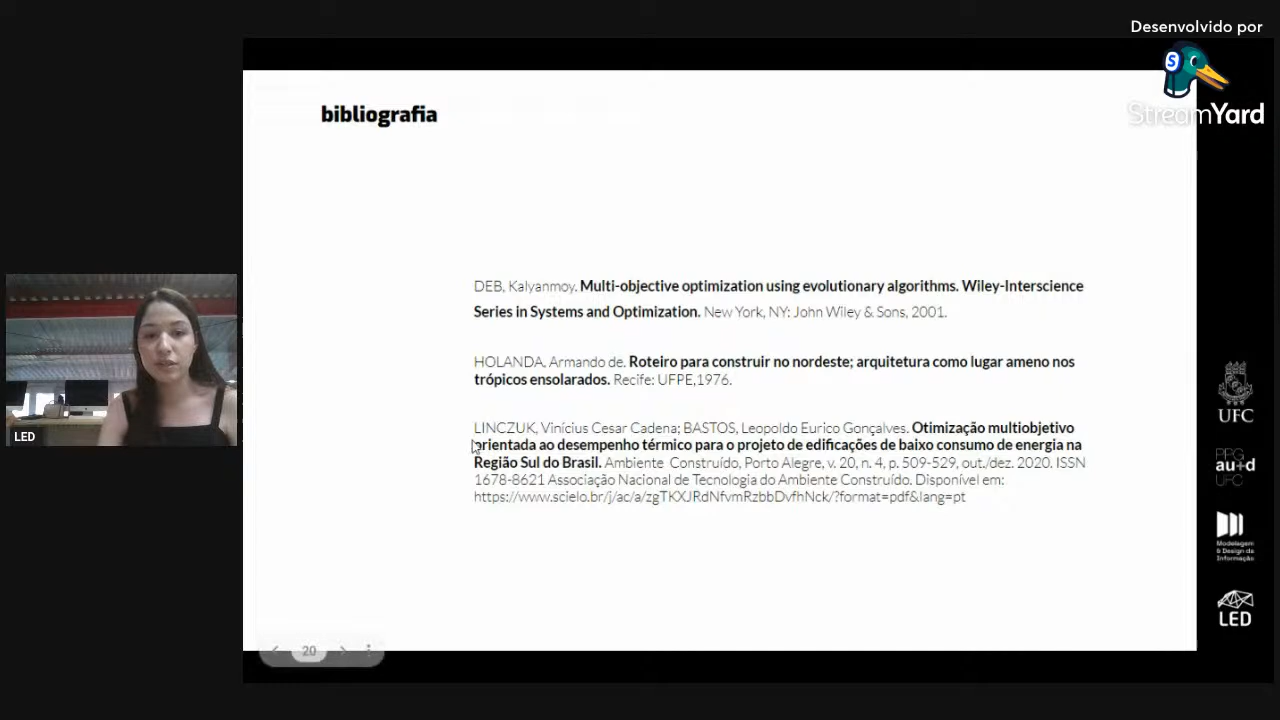 Desenvolvido por
S
StreamYard
bibliografia
DEB, Kalyanmoy. Multi-objective optimization using evolutionary algorithms. Wiley-Interscience
Series in Systems and Optimization. New York, NY: John Wiley & Sons, 2001.
HOLANDA, Armando de. Roteiro para construir no nordeste; arquitetura como lugar ameno nos
trópicos ensolarados. Recife: UFPE,1976.
LINCZUK, Vinícius Cesar Cadena; BASTOS, Leopoldo Eurico Gonçalves. Otimização multiobjetivo
orientada ao desempenho térmico para o projeto de edificações de baixo consumo de energia na
Região Sul do Brasil. Ambiente Construído, Porto Alegre, v. 20, n. 4, p. 509-529, out./dez. 2020. ISSN
1678-8621 Associação Nacional de Tecnologia do Ambiente Construído. Disponível em:
https://www.scielo.br/j/ac/a/zgTKXJRdNfvmRzbbDvfhNck/?format=pdf&lang=pt
LED
20
UFC
PPG
au+d
UFC
Modelagem
& Design da
Informação
LED